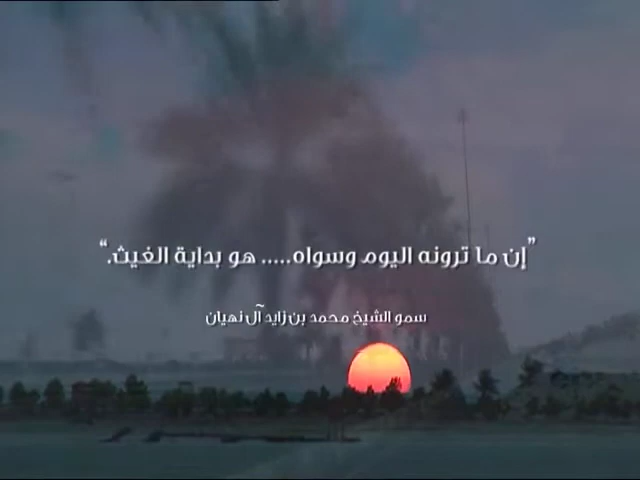 "إن ما ترونه اليوم وسواه..... هو بداية الغيث."
سمو الشيخ محمد بن زايد آل نهيان